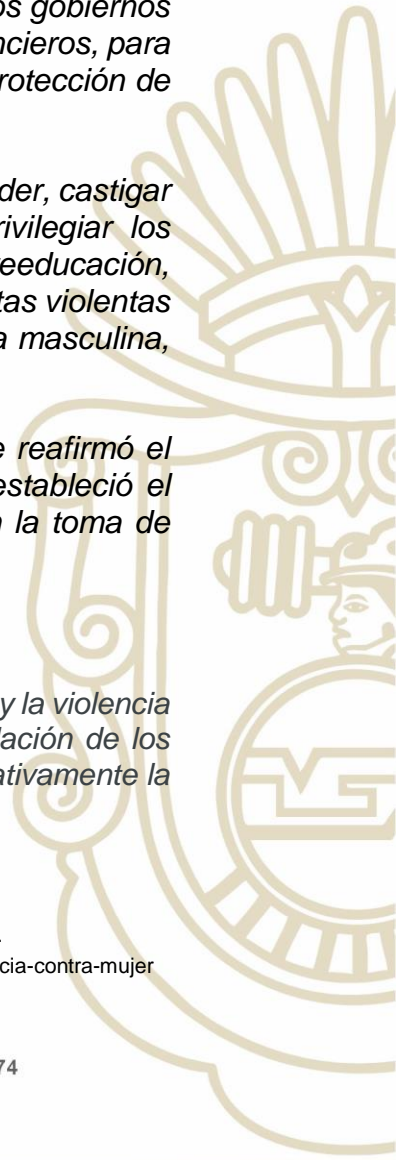 os gobiernos
ncieros, para
rotección de
der, castigar
rivilegiar los
reeducación,
tas violentas
a masculina,
e reafirmó el
estableció el
n la toma de
y la violencia
lación de los
ativamente la
.
cia-contra-mujer
74